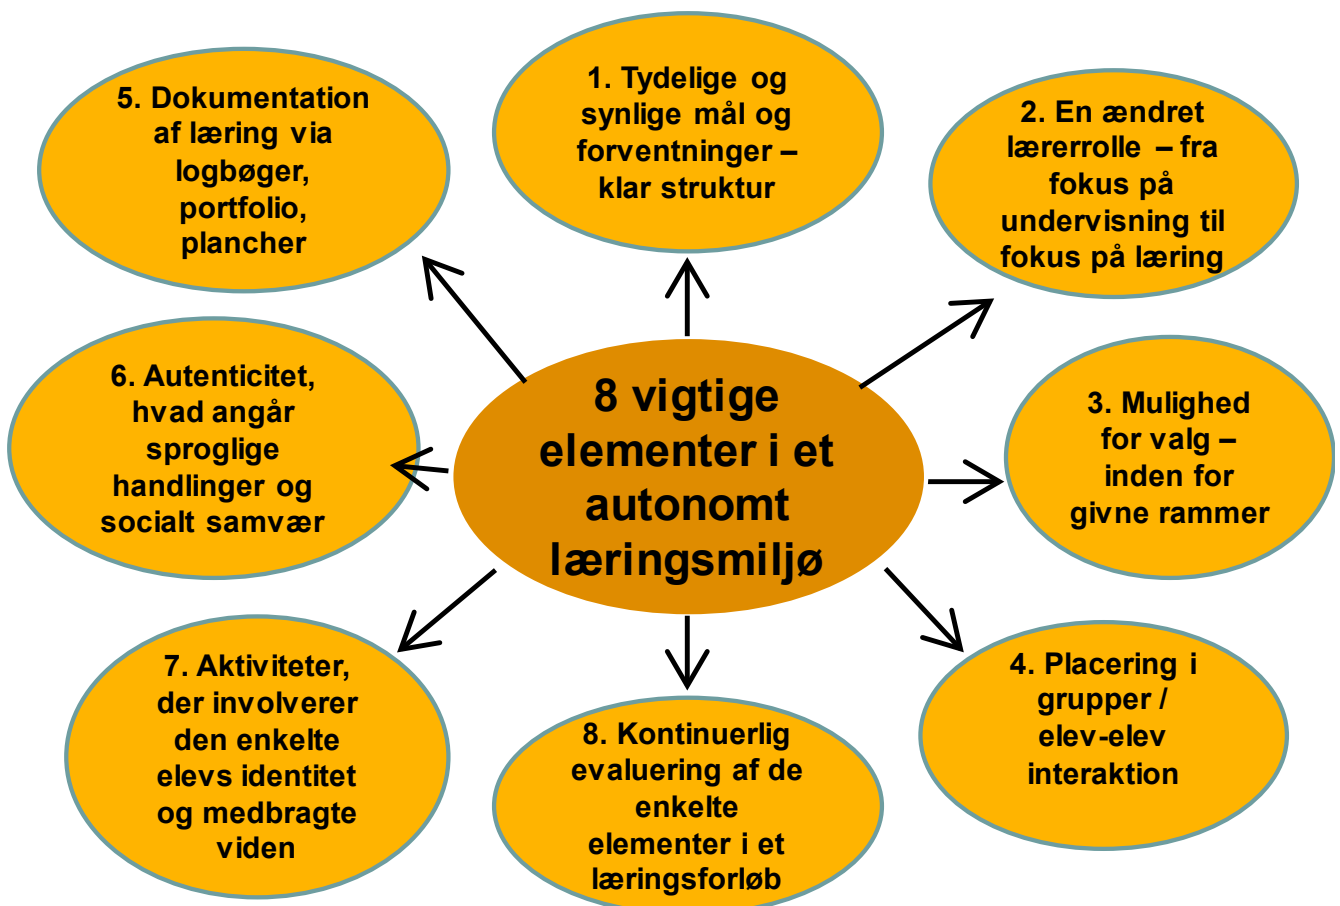 8 vigtige
elementer i et
autonomt
læringsmiljø
1. Tydelige og
synlige mål og
forventninger –
klar struktur
2. En ændret
lærerrolle – fra
fokus på
undervisning til
fokus på læring
3. Mulighed
for valg –
inden for
givne rammer
4. Placering i
grupper /
elev-elev
interaktion
5. Dokumentation
af læring via
logbøger,
portfolio,
plancher
6. Autenticitet,
hvad angår
sproglige
handlinger og
socialt samvær
7. Aktiviteter,
der involverer
den enkelte
elevs identitet
og medbragte
viden
8. Kontinuerlig
evaluering af de
enkelte
elementer i et
læringsforløb